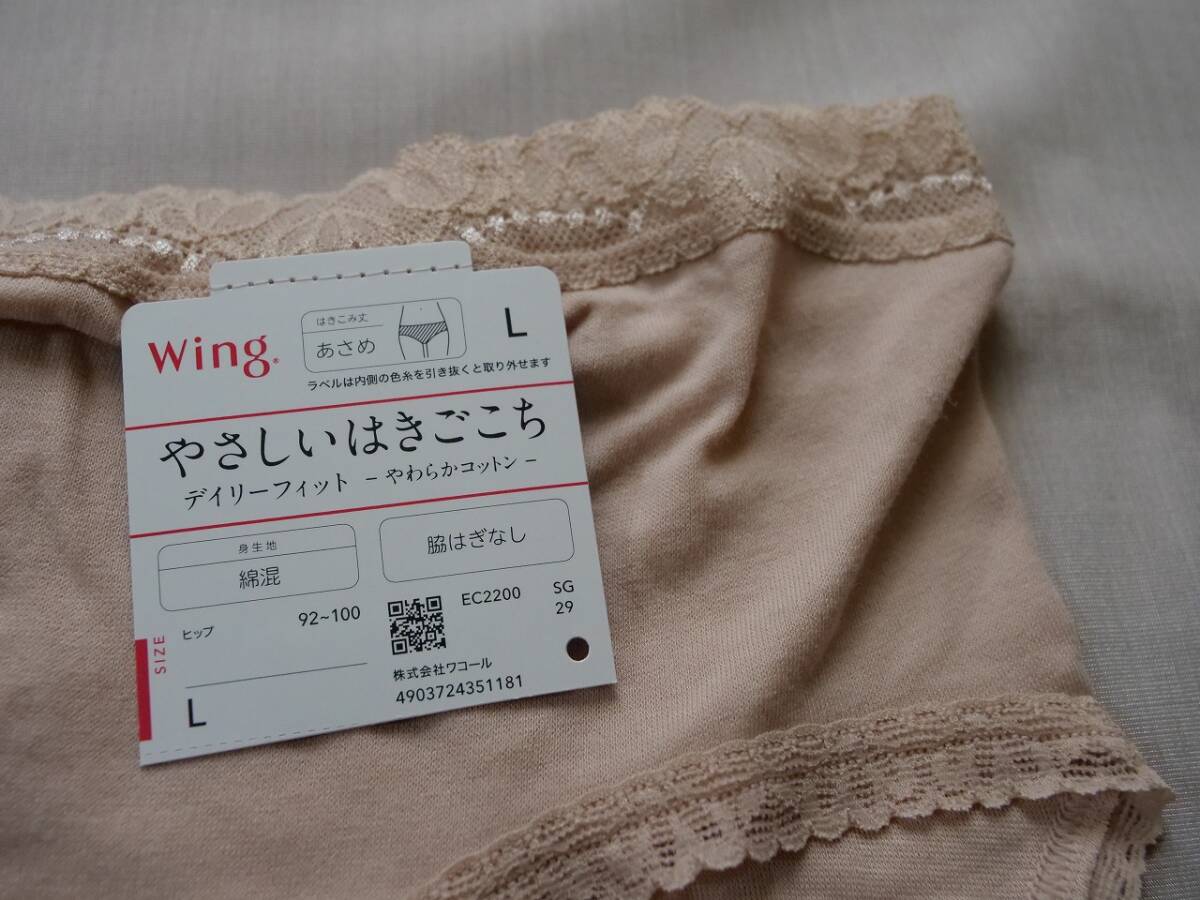 Wing®
はきこみ丈
あさめ
L
ラベルは内側の色糸を引き抜くと取り外せます
やさしいはきごこち
デイリーフィット －やわらかコットン－
身生地
綿混
脇はぎなし
SIZE
ヒップ 92~100
L
EC2200
SG
29
株式会社ワコール
4903724351181